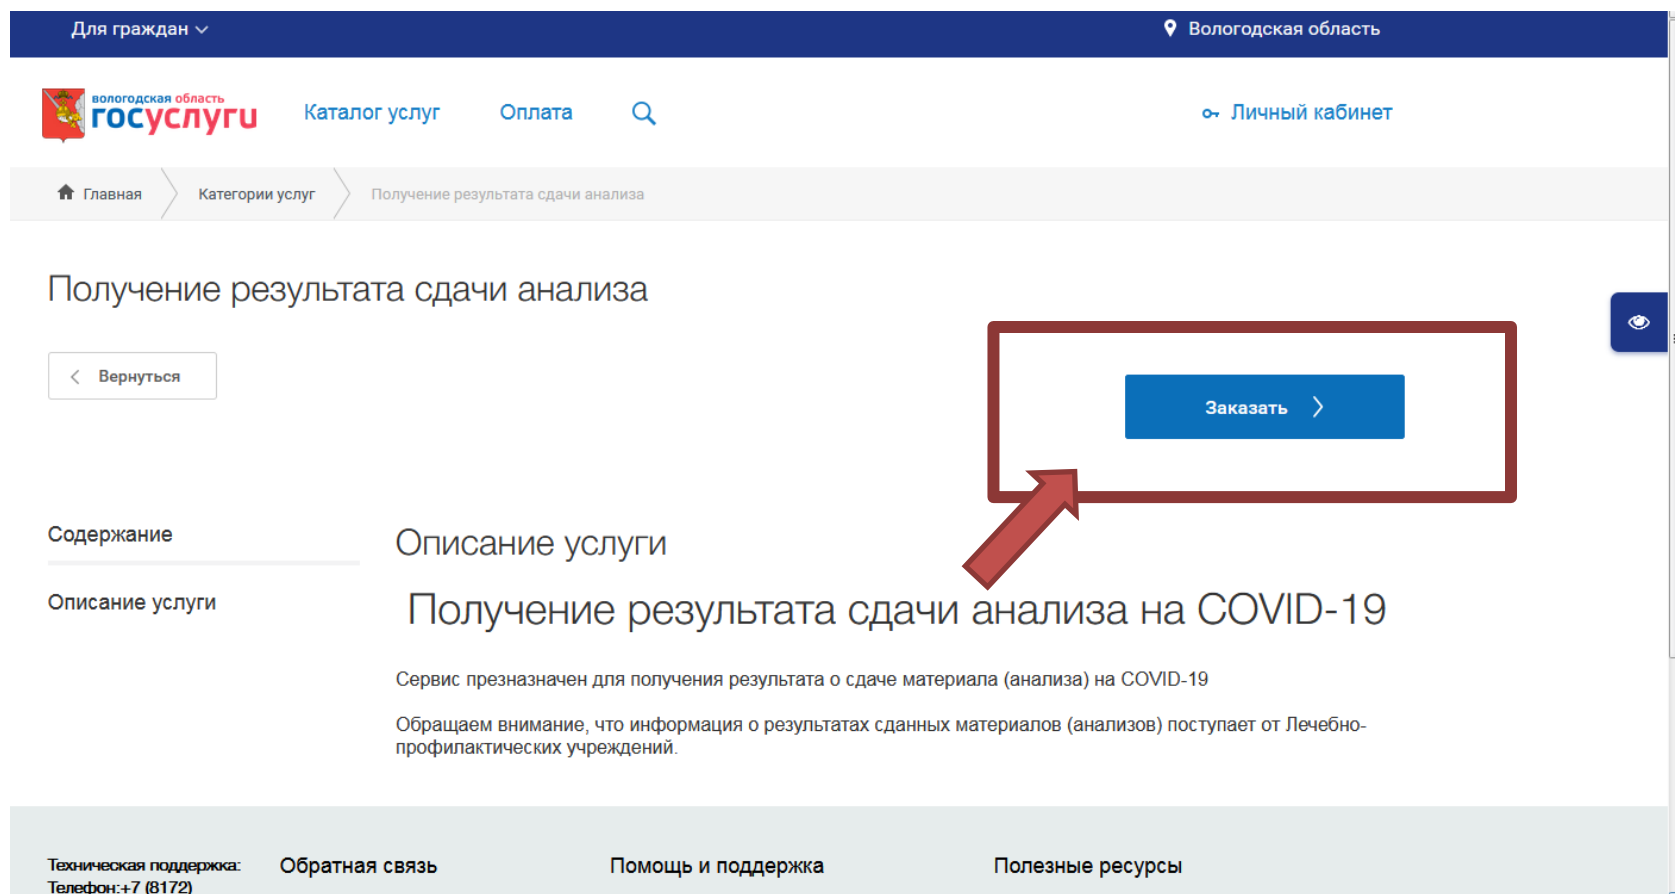 Для граждан
Вологодская область
вологодская область
госуслуги
Каталог услуг
Оплата
Личный кабинет
Главная
Категории услуг
Получение результата сдачи анализа
Получение результата сдачи анализа
Вернуться
Заказать
Содержание
Описание услуги
Описание услуги
Получение результата сдачи анализа на COVID-19
Сервис презназначен для получения результата о сдаче материала (анализа) на COVID-19
Обращаем внимание, что информация о результатах сданных материалов (анализов) поступает от Лечебно-
профилактических учреждений.
Техническая поддержка:
Телефон:+7 (8172)
Обратная связь
Помощь и поддержка
Полезные ресурсы